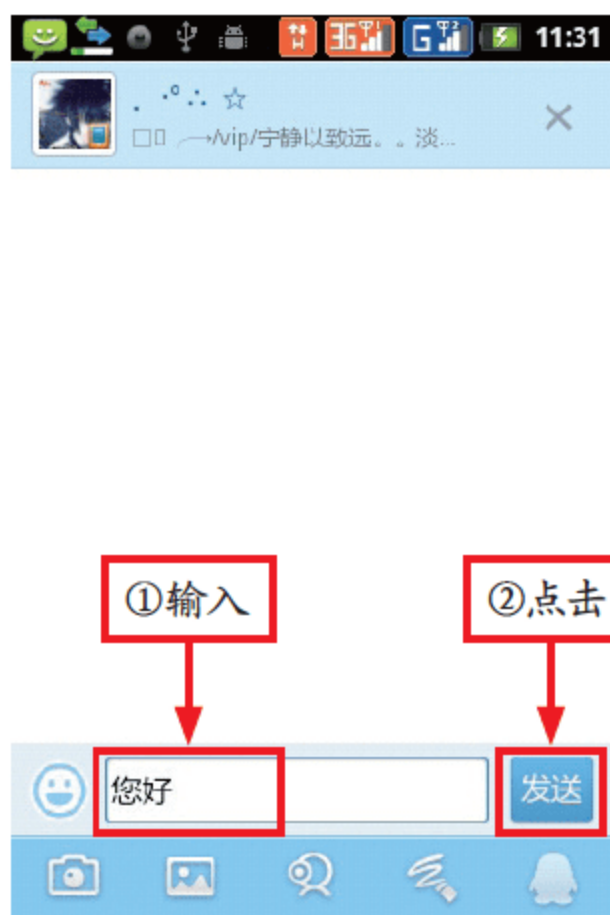 3G G 11:31
. .°∴ ☆
□▯ ╭→/vip/宁静以致远。。淡...
①输入
②点击
您好
发送